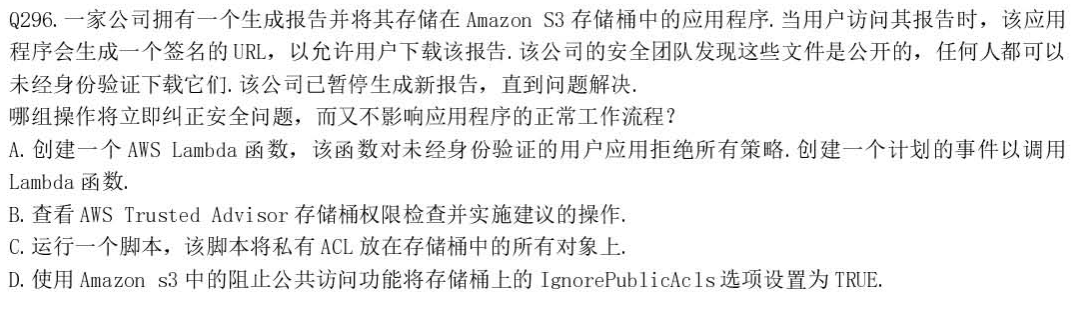 Q296. 一家公司拥有一个生成报告并将其存储在 Amazon S3 存储桶中的应用程序. 当用户访问其报告时, 该应用
程序会生成一个签名的 URL, 以允许用户下载该报告. 该公司的安全团队发现这些文件是公开的, 任何人都可以
未经身份验证下载它们. 该公司已暂停生成新报告, 直到问题解决.
哪组操作将立即纠正安全问题, 而又不影响应用程序的正常工作流程?
A. 创建一个 AWS Lambda 函数, 该函数对未经身份验证的用户应用拒绝所有策略. 创建一个计划的事件以调用
Lambda 函数.
B. 查看 AWS Trusted Advisor 存储桶权限检查并实施建议的操作.
C. 运行一个脚本, 该脚本将私有 ACL 放在存储桶中的所有对象上.
D. 使用 Amazon s3 中的阻止公共访问功能将存储桶上的 IgnorePublicAcls 选项设置为 TRUE.